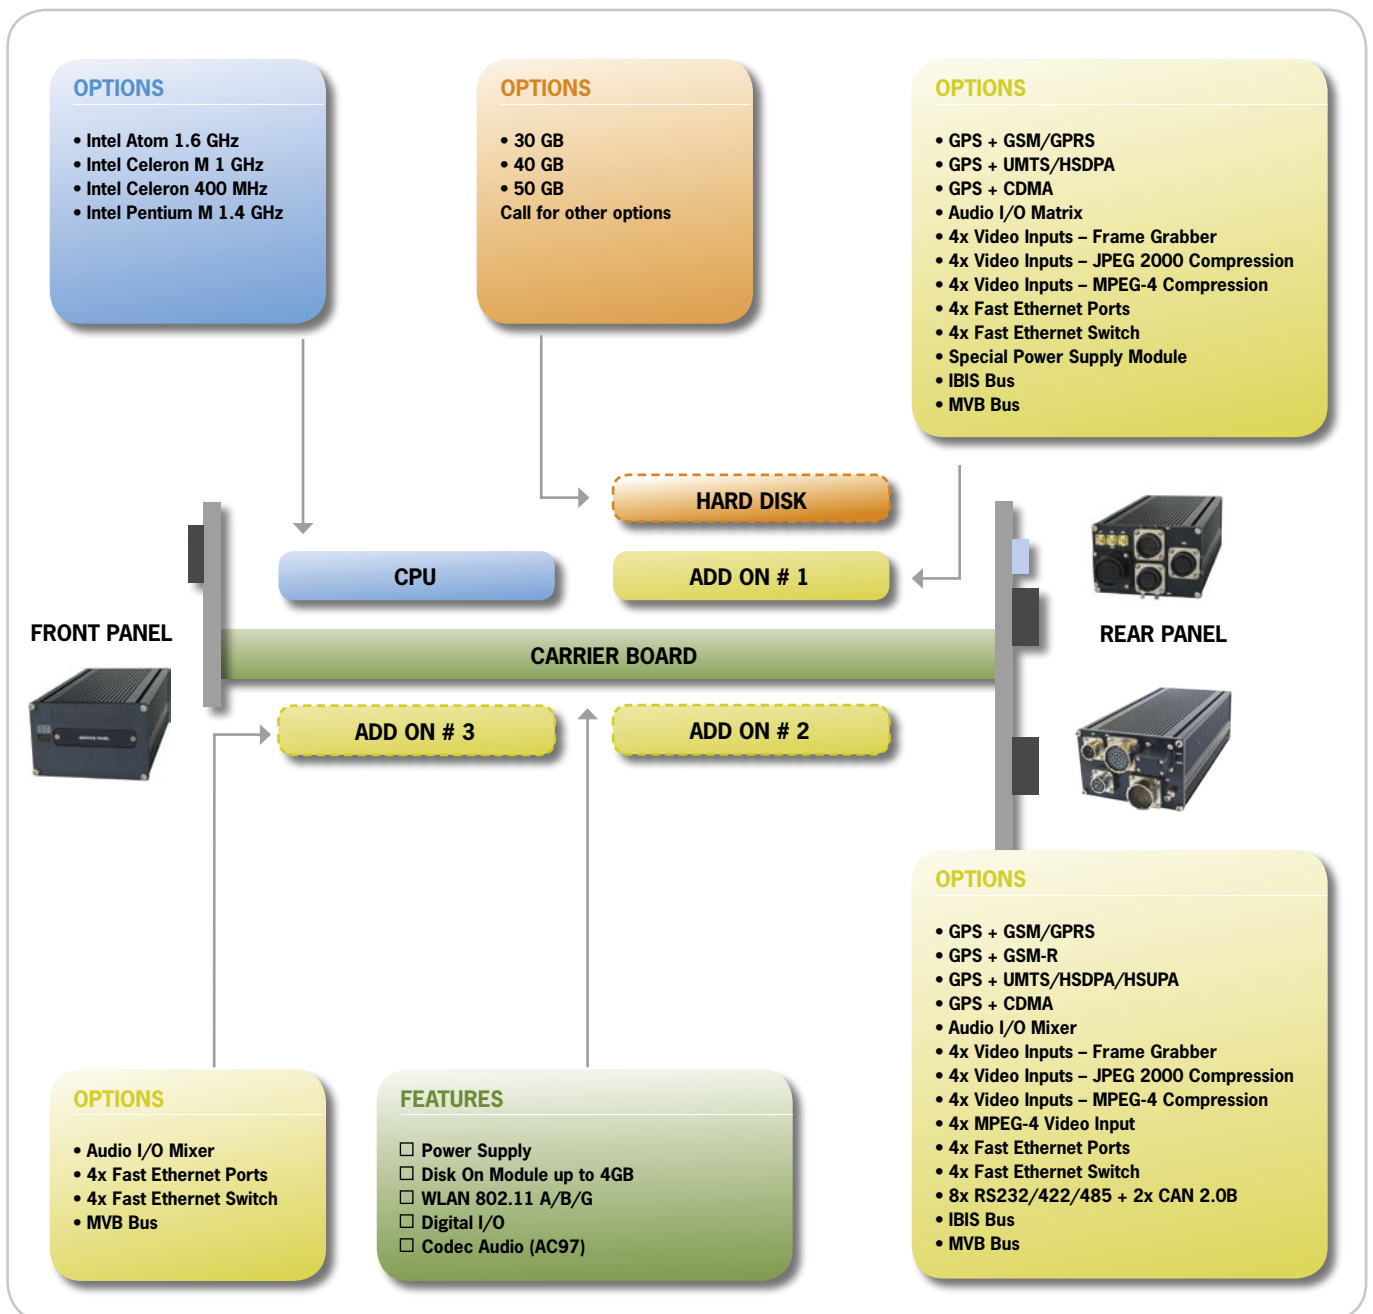 OPTIONS
• Intel Atom 1.6 GHz
• Intel Celeron M 1 GHz
• Intel Celeron 400 MHz
• Intel Pentium M 1.4 GHz
OPTIONS
• 30 GB
• 40 GB
• 50 GB
Call for other options
OPTIONS
• GPS + GSM/GPRS
• GPS + UMTS/HSDPA
• GPS + CDMA
• Audio I/O Matrix
• 4x Video Inputs – Frame Grabber
• 4x Video Inputs – JPEG 2000 Compression
• 4x Video Inputs – MPEG-4 Compression
• 4x Fast Ethernet Ports
• 4x Fast Ethernet Switch
• Special Power Supply Module
• IBIS Bus
• MVB Bus
HARD DISK
CPU
ADD ON # 1
FRONT PANEL
CARRIER BOARD
REAR PANEL
SERVICE PANEL
ADD ON # 3
ADD ON # 2
OPTIONS
• GPS + GSM/GPRS
• GPS + GSM-R
• GPS + UMTS/HSDPA/HSUPA
• GPS + CDMA
• Audio I/O Mixer
• 4x Video Inputs – Frame Grabber
• 4x Video Inputs – JPEG 2000 Compression
• 4x Video Inputs – MPEG-4 Compression
• 4x MPEG-4 Video Input
• 4x Fast Ethernet Ports
• 4x Fast Ethernet Switch
• 8x RS232/422/485 + 2x CAN 2.0B
• IBIS Bus
• MVB Bus
OPTIONS
• Audio I/O Mixer
• 4x Fast Ethernet Ports
• 4x Fast Ethernet Switch
• MVB Bus
FEATURES
☐ Power Supply
☐ Disk On Module up to 4GB
☐ WLAN 802.11 A/B/G
☐ Digital I/O
☐ Codec Audio (AC97)